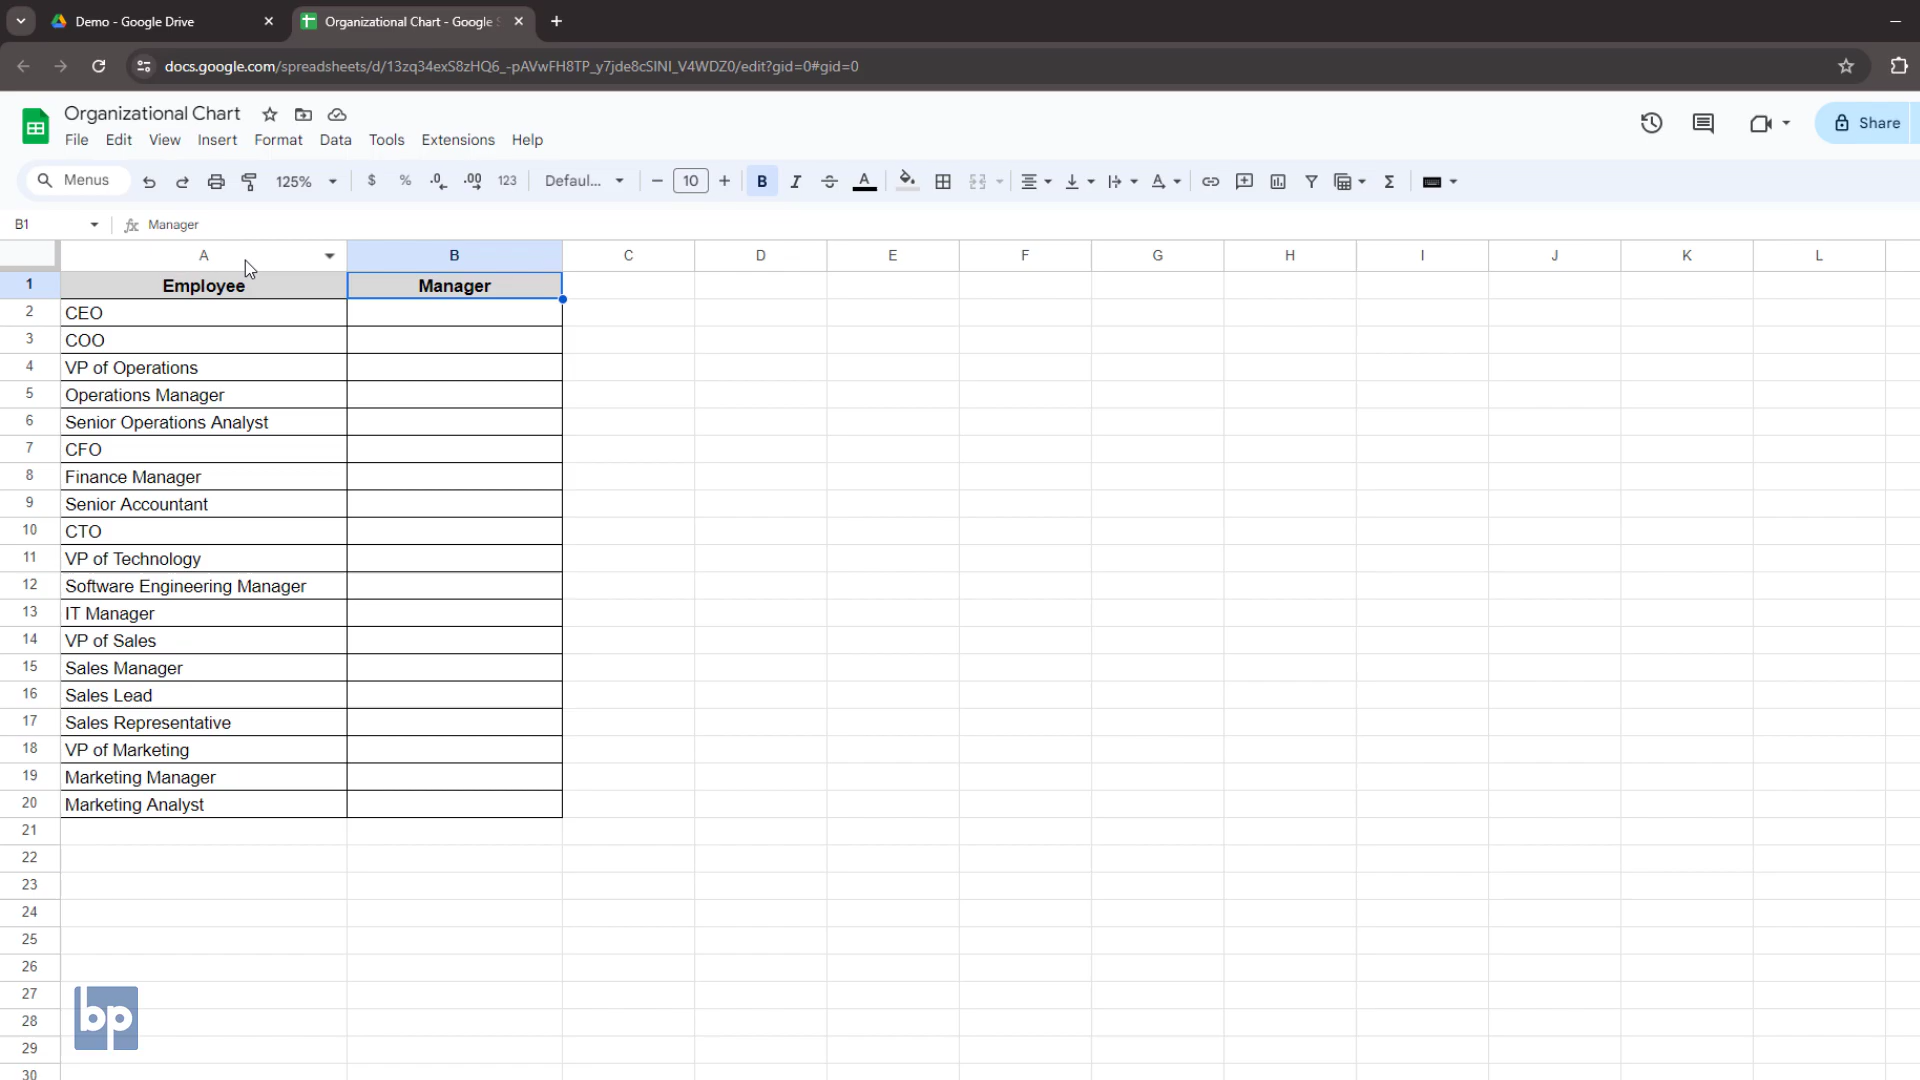 Demo - Google Drive
Organizational Chart - Google S
docs.google.com/spreadsheets/d/13zq34exS8zHQ6_-pAVwFH8TP_y7jde8cSINI_V4WDZ0/edit?gid=0#gid=0
Organizational Chart
File Edit View Insert Format Data Tools Extensions Help
Share
Menus 125% $ % .0 .00 123 Defaul... 10 B I A
B1 fx Manager
A B C D E F G H I J K L
1 Employee Manager
2 CEO
3 COO
4 VP of Operations
5 Operations Manager
6 Senior Operations Analyst
7 CFO
8 Finance Manager
9 Senior Accountant
10 CTO
11 VP of Technology
12 Software Engineering Manager
13 IT Manager
14 VP of Sales
15 Sales Manager
16 Sales Lead
17 Sales Representative
18 VP of Marketing
19 Marketing Manager
20 Marketing Analyst
21
22
23
24
25
26
27
28
29
30
bp